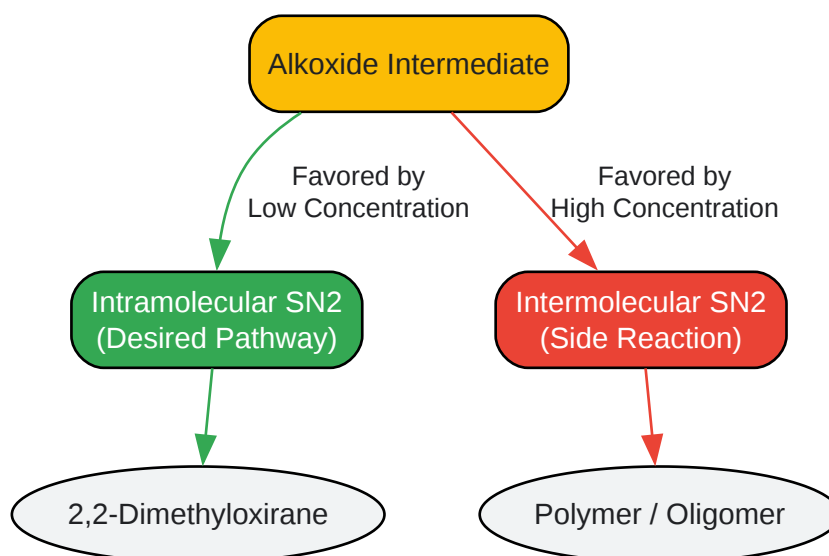 Alkoxide Intermediate
Favored by
Low Concentration
Favored by
High Concentration
Intramolecular SN2
(Desired Pathway)
Intermolecular SN2
(Side Reaction)
2,2-Dimethyloxirane
Polymer / Oligomer